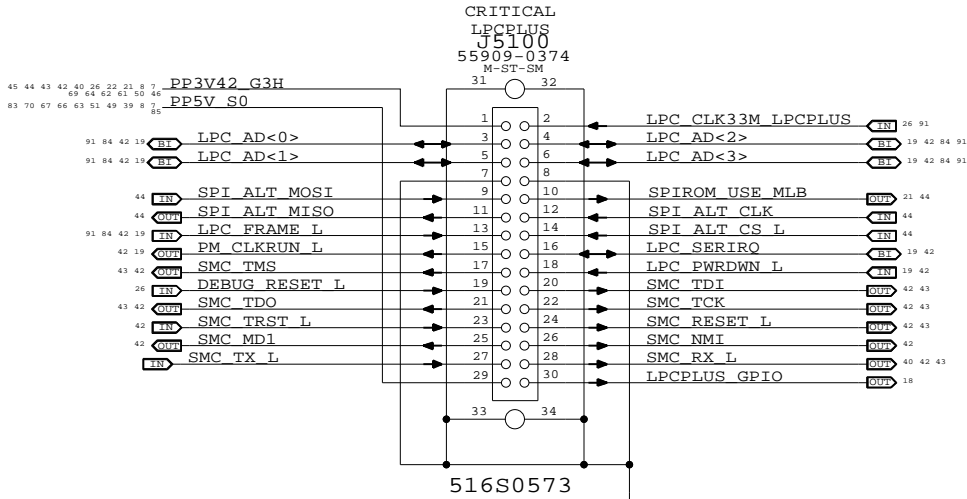 CRITICAL
LPCPLUS
J5100
55909-0374
M-ST-SM
31 32
45 44 43 42 40 26 22 21 8 7 PP3V42_G3H
69 64 62 61 50 46
83 70 67 66 63 51 49 39 8 7 PP5V_S0
85
1 2 LPC_CLK33M_LPCPLUS IN 26 91
91 84 42 19 BI LPC_AD<0> 3 4 LPC_AD<2> BI 19 42 84 91
91 84 42 19 BI LPC_AD<1> 5 6 LPC_AD<3> BI 19 42 84 91
7 8
44 IN SPI_ALT_MOSI 9 10 SPIROM_USE_MLB OUT 21 44
44 OUT SPI_ALT_MISO 11 12 SPI_ALT_CLK IN 44
91 84 42 19 IN LPC_FRAME_L 13 14 SPI_ALT_CS_L IN 44
42 19 OUT PM_CLKRUN_L 15 16 LPC_SERIRQ BI 19 42
43 42 OUT SMC_TMS 17 18 LPC_PWRDWN_L IN 19 42
26 IN DEBUG_RESET_L 19 20 SMC_TDI OUT 42 43
43 42 OUT SMC_TDO 21 22 SMC_TCK OUT 42 43
42 IN SMC_TRST_L 23 24 SMC_RESET_L OUT 42 43
42 OUT SMC_MD1 25 26 SMC_NMI OUT 42
IN SMC_TX_L 27 28 SMC_RX_L OUT 40 42 43
29 30 LPCPLUS_GPIO OUT 18
33 34
516S0573